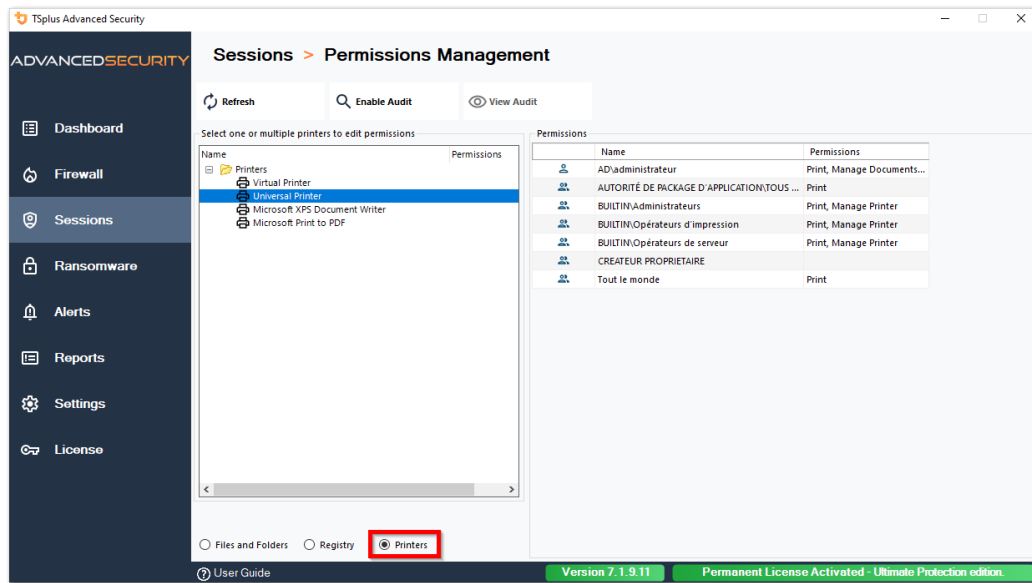 TSplus Advanced Security
ADVANCEDSECURITY
Sessions > Permissions Management
Refresh
Enable Audit
View Audit
Dashboard
Firewall
Sessions
Ransomware
Alerts
Reports
Settings
License
Select one or multiple printers to edit permissions
Name Permissions
Printers
Virtual Printer
Universal Printer
Microsoft XPS Document Writer
Microsoft Print to PDF
Permissions
Name Permissions
AD\administrateur Print, Manage Documents...
AUTORITÉ DE PACKAGE D'APPLICATION\TOUS ... Print
BUILTIN\Administrateurs Print, Manage Printer
BUILTIN\Opérateurs d'impression Print, Manage Printer
BUILTIN\Opérateurs de serveur Print, Manage Printer
CREATEUR PROPRIETAIRE
Tout le monde Print
Files and Folders Registry Printers
User Guide
Version 7.1.9.11
Permanent License Activated - Ultimate Protection edition.